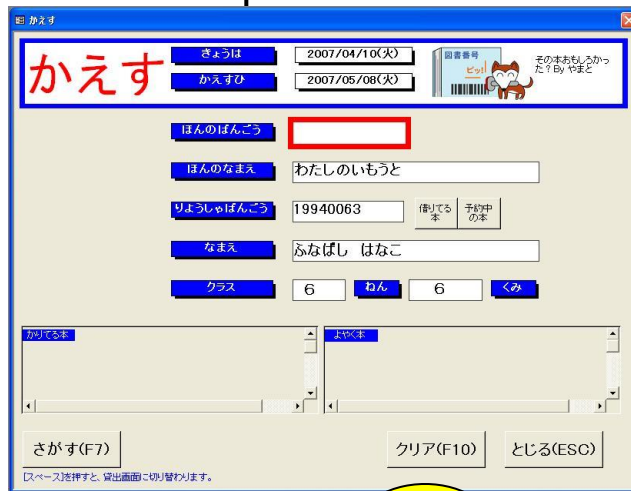 かえす
かえす
きょうは
2007/04/10(火)
かえすひ
2007/05/08(火)
図書番号
ピッ!
その本おもしろかっ
た?By やまと
ほんのばんごう
ほんのなまえ
わたしのいもうと
りようしゃばんごう
19940063
借りてる
本
予約中
の本
なまえ
ふなばし はなこ
クラス
6
ねん
6
くみ
かりてる本
よやく本
さがす(F7)
クリア(F10)
とじる(ESC)
[スペース]を押すと、貸出画面に切り替わります。